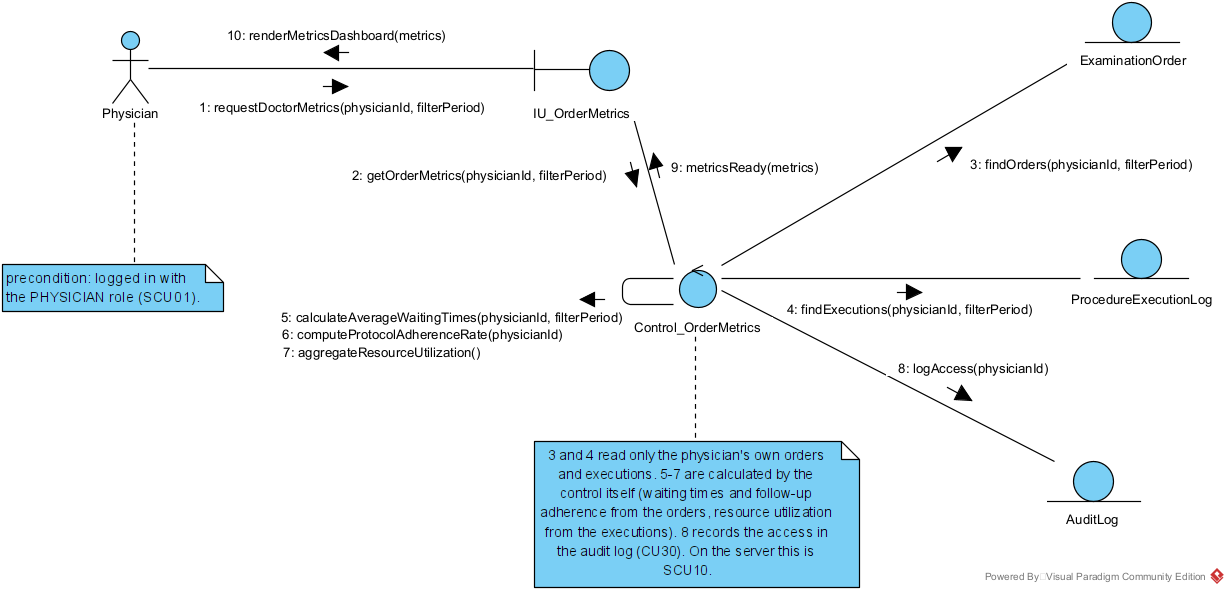 10: renderMetricsDashboard(metrics)
ExaminationOrder
1: requestDoctorMetrics(physicianId, filterPeriod)
Physician
IU_OrderMetrics
3: findOrders(physicianId, filterPeriod)
2: getOrderMetrics(physicianId, filterPeriod)
9: metricsReady(metrics)
precondition: logged in with
the PHYSICIAN role (SCU01).
ProcedureExecutionLog
4: findExecutions(physicianId, filterPeriod)
5: calculateAverageWaitingTimes(physicianId, filterPeriod)
Control_OrderMetrics
6: computeProtocolAdherenceRate(physicianId)
7: aggregateResourceUtilization()
8: logAccess(physicianId)
3 and 4 read only the physician's own orders
and executions. 5-7 are calculated by the
control itself (waiting times and follow-up
adherence from the orders, resource utilization
from the executions). 8 records the access in
the audit log (CU30). On the server this is
SCU10.
AuditLog
Powered By Visual Paradigm Community Edition